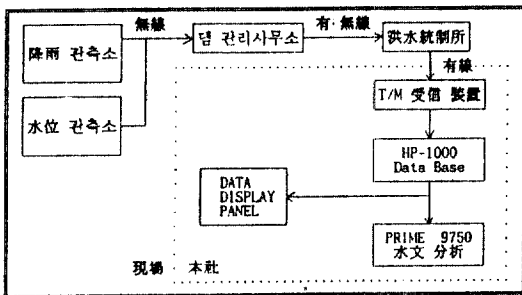 無線
有·無線
降雨 관측소
댐 관리사무소
洪水統制所
有線
水位 관측소
T/M 受信 裝置
HP-1000
Data Base
DATA
DISPLAY
PANEL
PRIME 9750
水文 分析
現場
本社